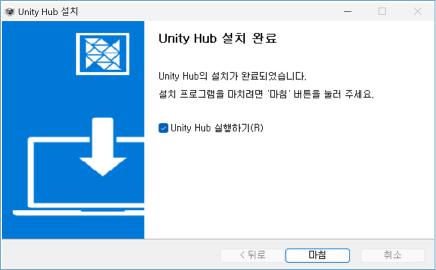 Unity Hub 설치
Unity Hub 설치 완료
Unity Hub의 설치가 완료되었습니다.
설치 프로그램을 마치려면 '마침' 버튼을 눌러 주세요.
Unity Hub 실행하기(R)
< 뒤로
마침
취소